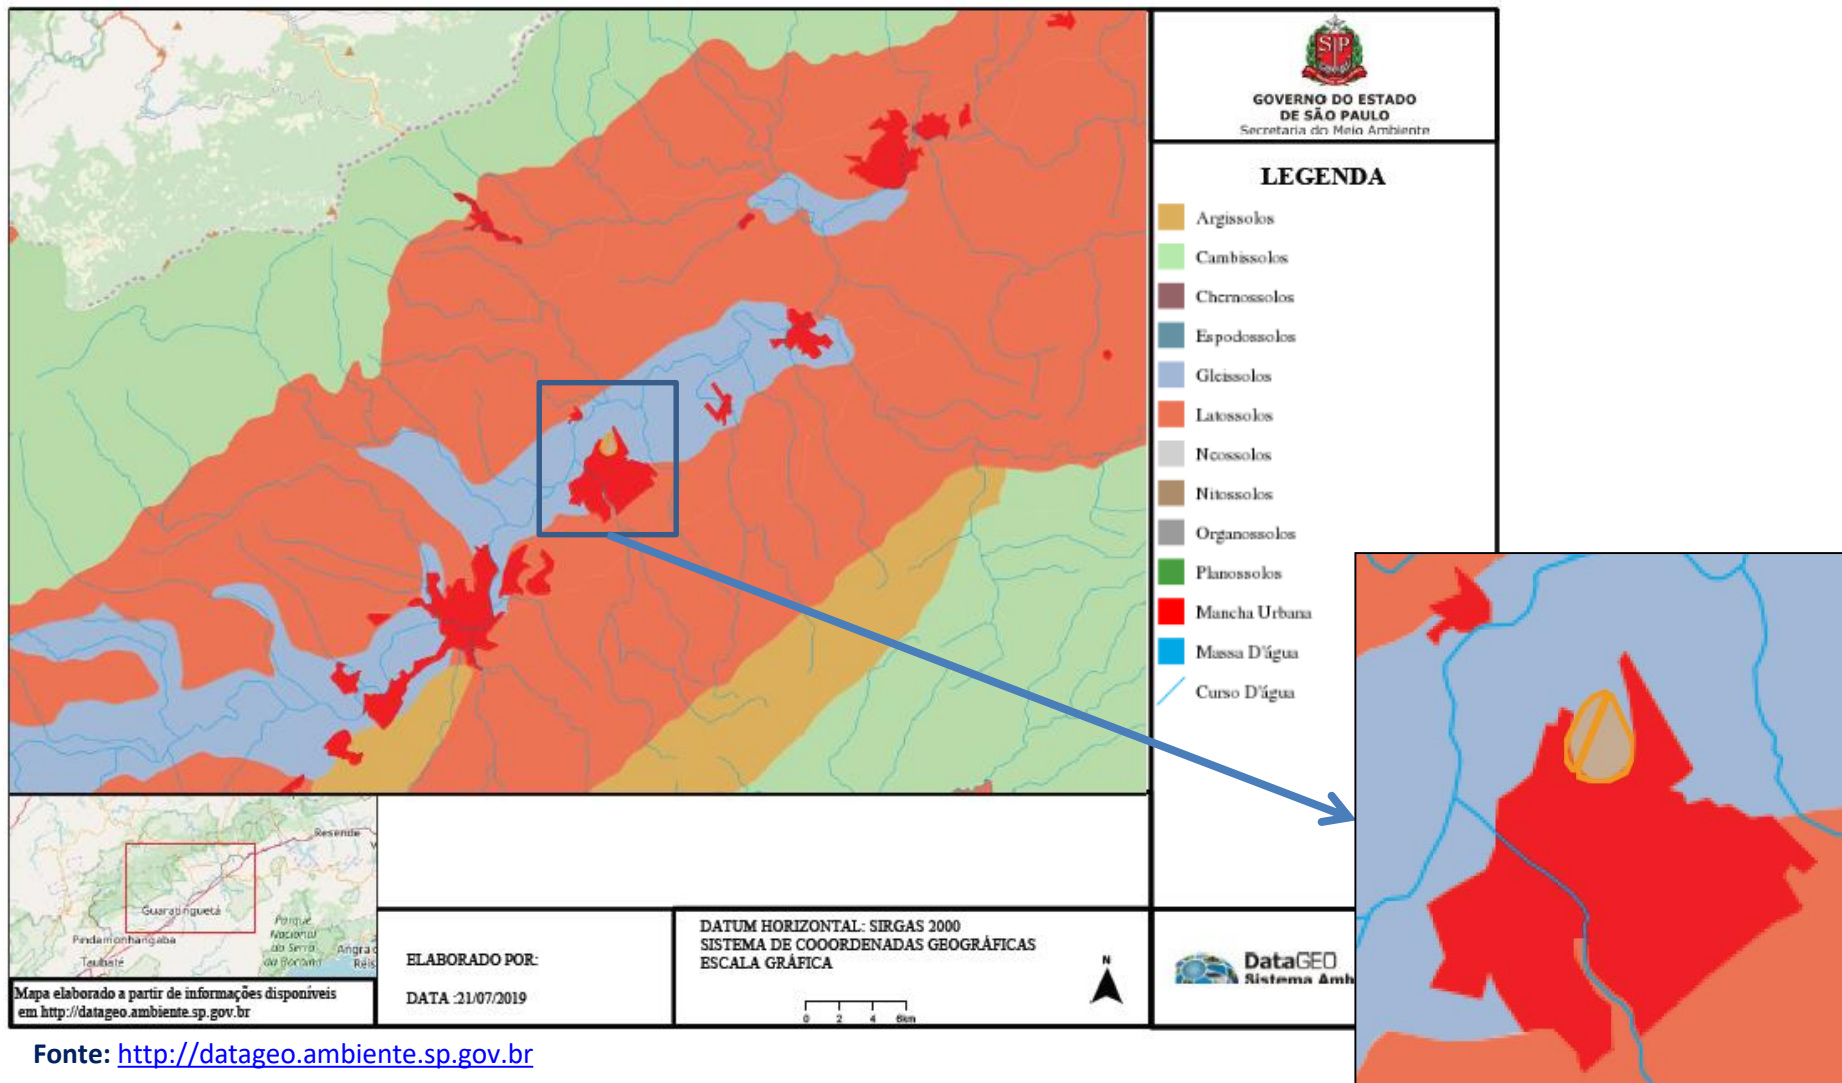 GOVERNO DO ESTADO
DE SÃO PAULO
Secretaria do Meio Ambiente
LEGENDA
Argissolos
Cambissolos
Chernossolos
Espodossolos
Gleissolos
Latossolos
Neossolos
Nitossolos
Organossolos
Planossolos
Mancha Urbana
Massa D'água
Curso D'água
Resende
Guaratinguetá
Pindamonhangaba
Taubaté
Parque
Nacional
da Serra
da Bocaina
Angra d
Reis
Mapa elaborado a partir de informações disponíveis
em http://datageo.ambiente.sp.gov.br
ELABORADO POR:
DATA :21/07/2019
DATUM HORIZONTAL: SIRGAS 2000
SISTEMA DE COOORDENADAS GEOGRÁFICAS
ESCALA GRÁFICA
0 2 4 6km
N
DataGEO
Sistema Amb
Fonte: http://datageo.ambiente.sp.gov.br